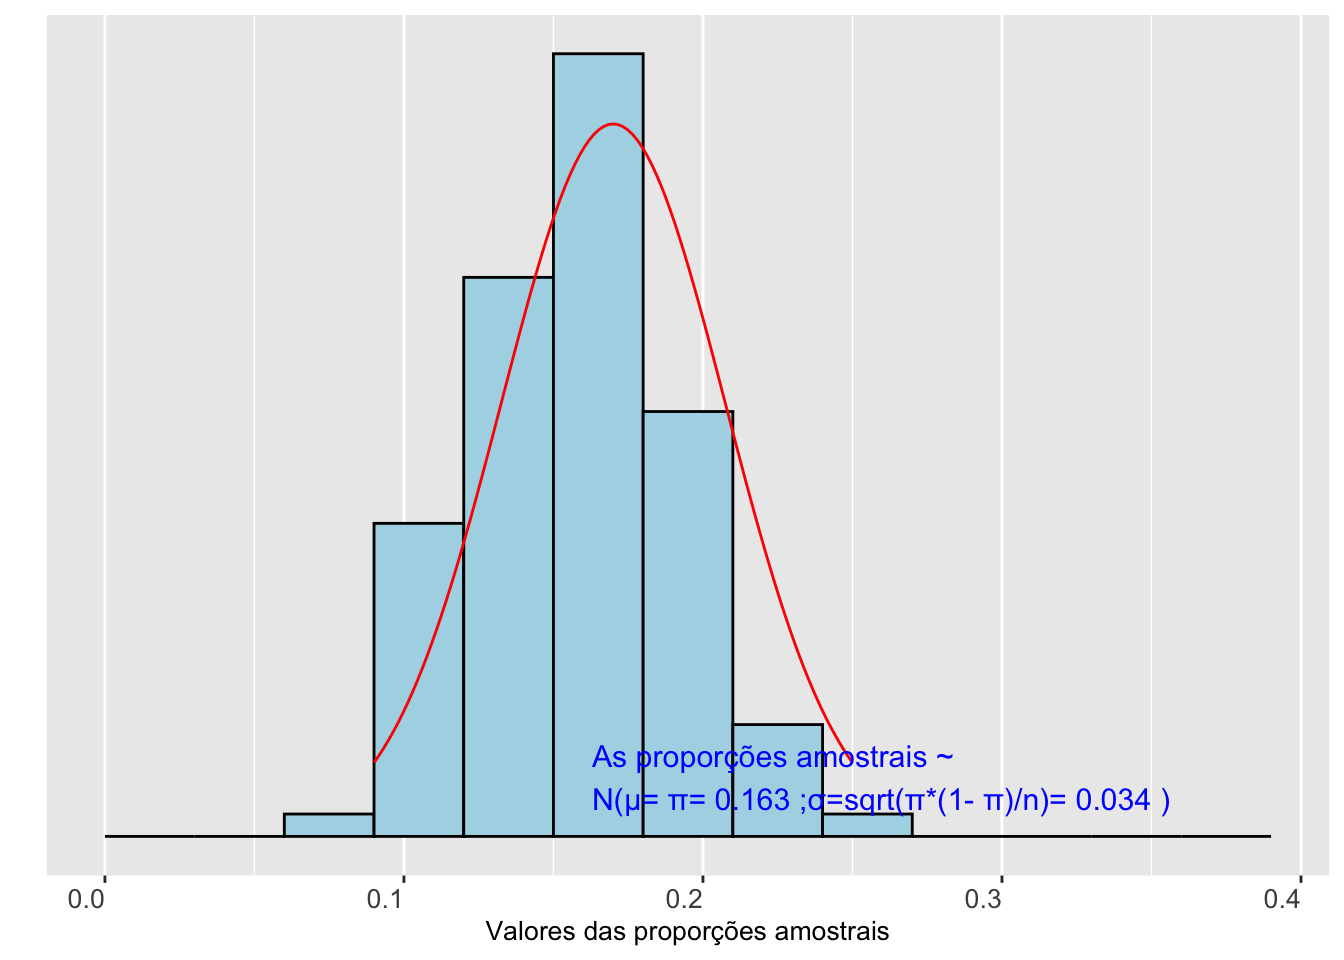 As proporções amostrais ~
N(μ= π= 0.163 ;σ=sqrt(π*(1- π)/n)= 0.034 )
0.0 0.1 0.2 0.3 0.4
Valores das proporções amostrais